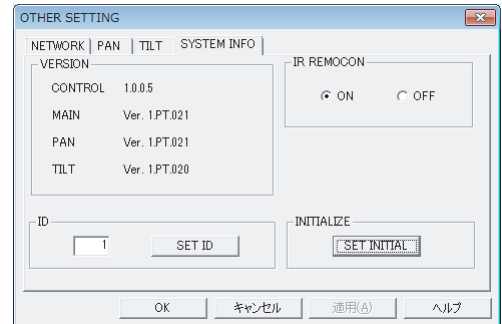 OTHER SETTING
NETWORK PAN TILT SYSTEM INFO
VERSION
CONTROL 1.0.0.5
MAIN Ver. 1.PT.021
PAN Ver. 1.PT.021
TILT Ver. 1.PT.020
IR REMOCON
ON OFF
ID
1 SET ID
INITIALIZE
SET INITIAL
OK キャンセル 適用(A) ヘルプ